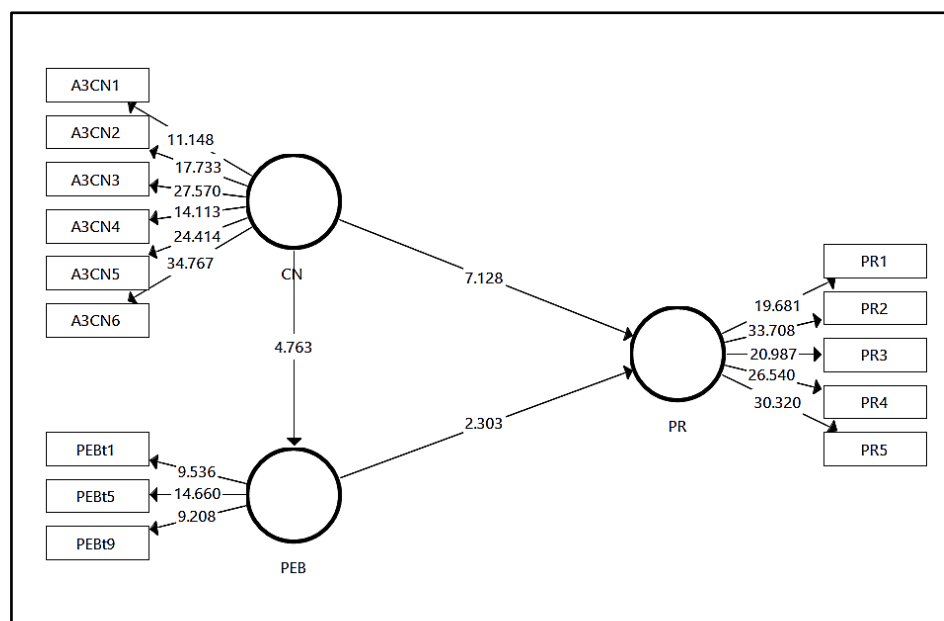 A3CN1
A3CN2
A3CN3
A3CN4
A3CN5
A3CN6
11.148
17.733
27.570
14.113
24.414
34.767
CN
7.128
4.763
2.303
PEBt1
PEBt5
PEBt9
9.536
14.660
9.208
PEB
PR
19.681
33.708
20.987
26.540
30.320
PR1
PR2
PR3
PR4
PR5